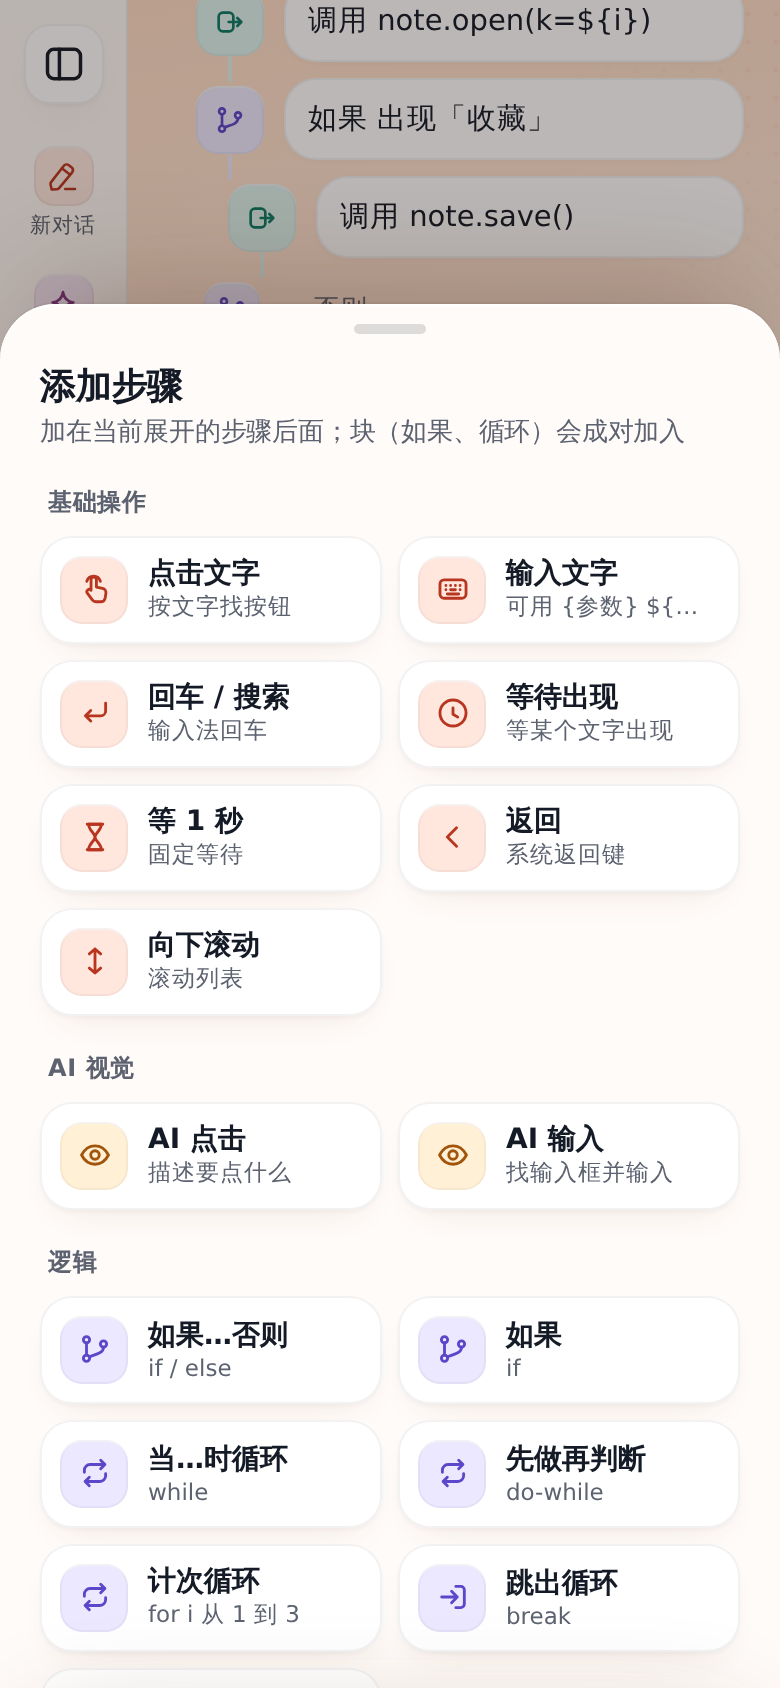 调用 note.open(k=${i})
如果 出现「收藏」
新对话
调用 note.save()
否则
添加步骤
加在当前展开的步骤后面；块（如果、循环）会成对加入
基础操作
点击文字
按文字找按钮
输入文字
可用 {参数} ${...
回车 / 搜索
输入法回车
等待出现
等某个文字出现
等 1 秒
固定等待
返回
系统返回键
向下滚动
滚动列表
AI 视觉
AI 点击
描述要点什么
AI 输入
找输入框并输入
逻辑
如果...否则
if / else
如果
if
当...时循环
while
先做再判断
do-while
计次循环
for i 从 1 到 3
跳出循环
break